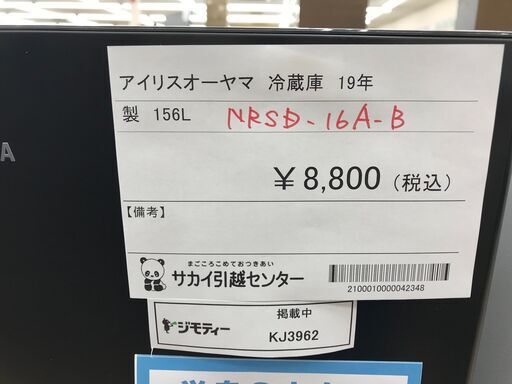 アイリスオーヤマ 冷蔵庫 19年
製 156L NRSD-16A-B
A
￥8,800（税込）
【備考】
まごころこめておつきあい
サカイ引越センター
2100010000042348
掲載中
ジモティー
KJ3962